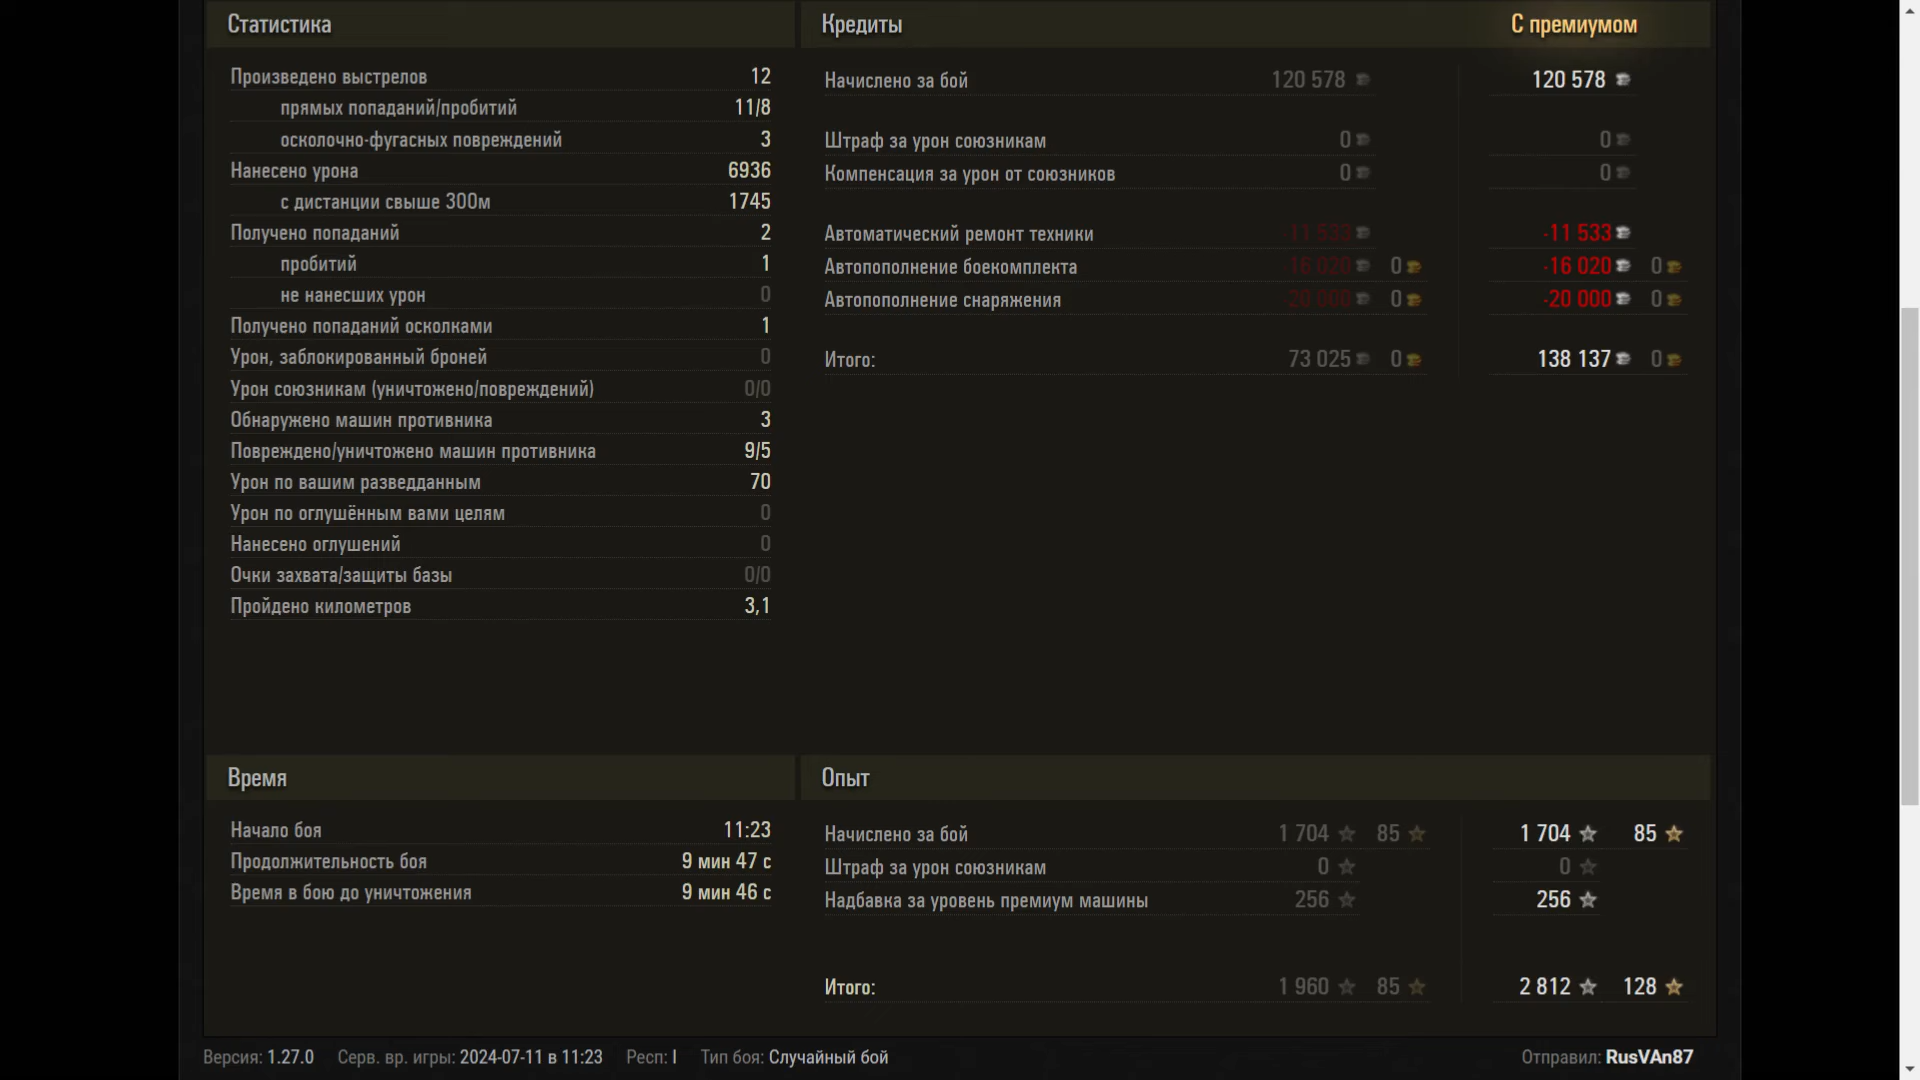 Статистика
Произведено выстрелов 12
прямых попаданий/пробитий 11/8
осколочно-фугасных повреждений 3
Нанесено урона 6936
с дистанции свыше 300м 1745
Получено попаданий 2
пробитий 1
не нанесших урон 0
Получено попаданий осколками 1
Урон, заблокированный броней 0
Урон союзникам (уничтожено/повреждений) 0/0
Обнаружено машин противника 3
Повреждено/уничтожено машин противника 9/5
Урон по вашим разведданным 70
Урон по оглушённым вами целям 0
Нанесено оглушений 0
Очки захвата/защиты базы 0/0
Пройдено километров 3,1
Кредиты С премиумом
Начислено за бой 120 578 120 578
Штраф за урон союзникам 0 0
Компенсация за урон от союзников 0 0
Автоматический ремонт техники -11 533 -11 533
Автопополнение боекомплекта -16 020 0 -16 020 0
Автопополнение снаряжения -20 000 0 -20 000 0
Итого: 73 025 0 138 137 0
Время
Начало боя 11:23
Продолжительность боя 9 мин 47 с
Время в бою до уничтожения 9 мин 46 с
Опыт
Начислено за бой 1 704 85 1 704 85
Штраф за урон союзникам 0 0
Надбавка за уровень премиум машины 256 256
Итого: 1 960 85 2 812 128
Версия: 1.27.0 Серв. вр. игры: 2024-07-11 в 11:23 Респ: I Тип боя: Случайный бой Отправил: RusVAn87